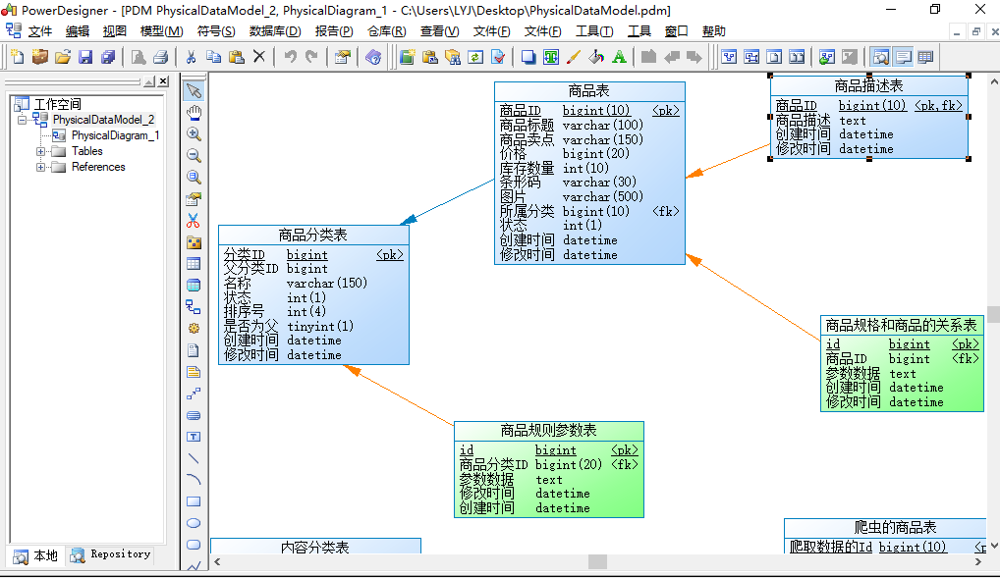 PowerDesigner - [PDM PhysicalDataModel_2, PhysicalDiagram_1 - C:\Users\LYJ\Desktop\PhysicalDataModel.pdm]
文件 编辑 视图 模型(M) 符号(S) 数据库(D) 报告(P) 仓库(R) 查看(V) 文件(F) 文件(F) 工具(T) 工具 窗口 帮助
工作空间
PhysicalDataModel_2
PhysicalDiagram_1
Tables
References
本地 Repository
商品表
商品ID bigint(10) <pk>
商品标题 varchar(100)
商品卖点 varchar(150)
价格 bigint(20)
库存数量 int(10)
条形码 varchar(30)
图片 varchar(500)
所属分类 bigint(10) <fk>
状态 int(1)
创建时间 datetime
修改时间 datetime
商品描述表
商品ID bigint(10) <pk,fk>
商品描述 text
创建时间 datetime
修改时间 datetime
商品分类表
分类ID bigint <pk>
父分类ID bigint
名称 varchar(150)
状态 int(1)
排序号 int(4)
是否为父 tinyint(1)
创建时间 datetime
修改时间 datetime
商品规格和商品的关系表
id bigint <pk>
商品ID bigint <fk>
参数数据 text
创建时间 datetime
修改时间 datetime
商品规则参数表
id bigint <pk>
商品分类ID bigint(20) <fk>
参数数据 text
修改时间 datetime
创建时间 datetime
内容分类表
爬虫的商品表
爬取数据的Id bigint(10) <p